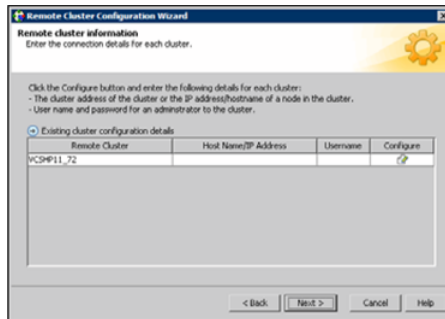 Remote Cluster Configuration Wizard
Remote cluster information
Enter the connection details for each cluster.
Click the Configure button and enter the following details for each cluster:
- The cluster address of the cluster or the IP address/hostname of a node in the cluster.
- User name and password for an adminstrator to the cluster.
Existing cluster configuration details
Remote Cluster Host Name/IP Address Username Configure
VCSMP11_72
< Back Next > Cancel Help